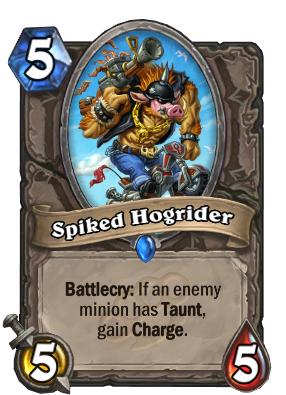 5
Spiked Hogrider
Battlecry: If an enemy
minion has Taunt,
gain Charge.
5 5